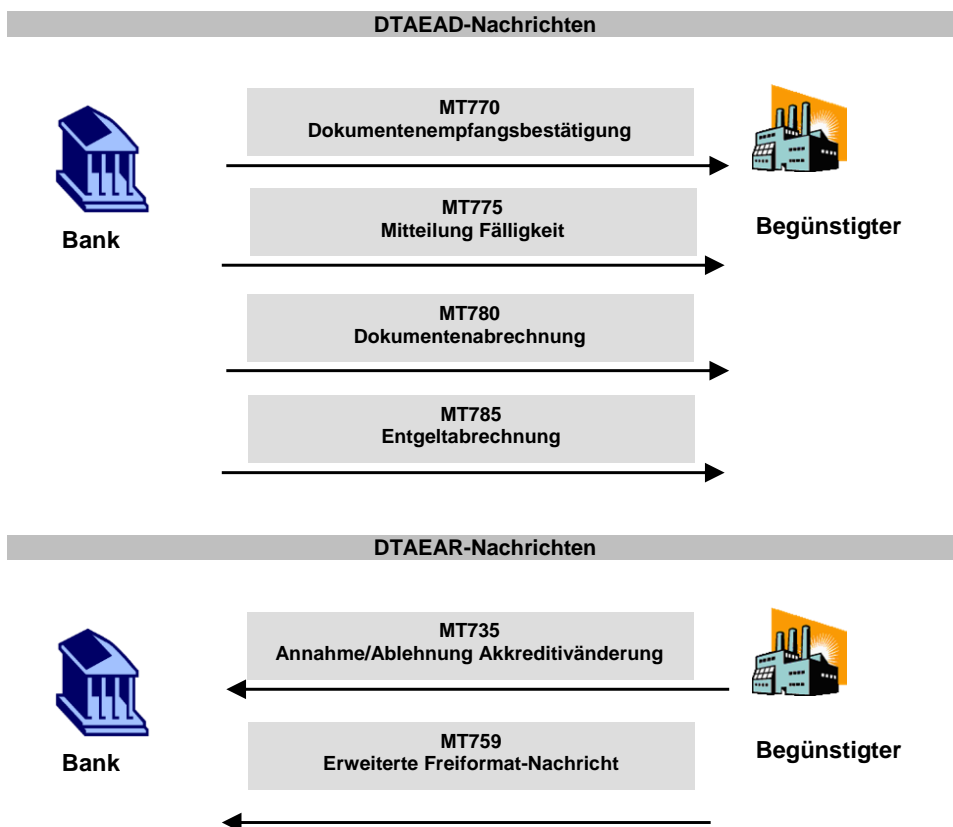 DTAEAD-Nachrichten
MT770
Dokumentenempfangsbestätigung
MT775
Mitteilung Fälligkeit
Bank
Begünstigter
MT780
Dokumentenabrechnung
MT785
Entgeltabrechnung
DTAEAR-Nachrichten
MT735
Annahme/Ablehnung Akkreditivänderung
MT759
Erweiterte Freiformat-Nachricht
Bank
Begünstigter